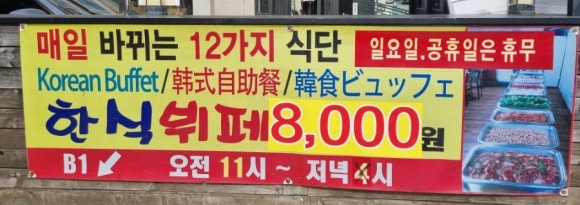 매일 바뀌는 12가지 식단
일요일,공휴일은 휴무
Korean Buffet/韩式自助餐/韓食ビュッフェ
한식뷔페 8,000원
B1 오전 11시 ~ 저녁 4시